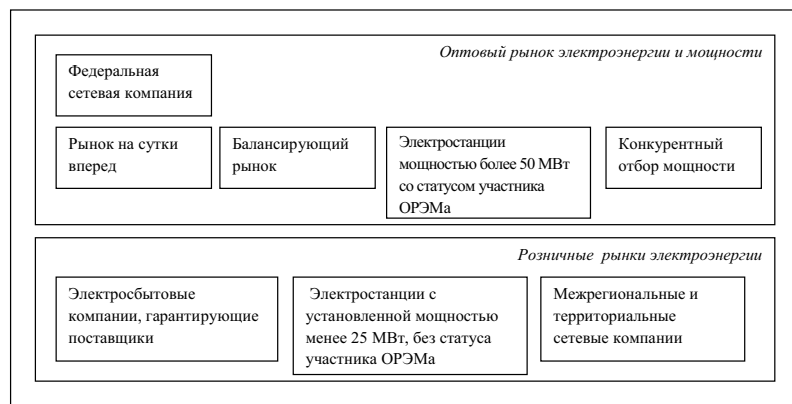 Оптовый рынок электроэнергии и мощности
Федеральная
сетевая компания
Рынок на сутки
вперед
Балансирующий
рынок
Электростанции
мощностью более 50 МВт
со статусом участника
ОРЭМа
Конкурентный
отбор мощности
Розничные рынки электроэнергии
Электросбытовые
компании, гарантирующие
поставщики
Электростанции с
установленной мощностью
менее 25 МВт, без статуса
участника ОРЭМа
Межрегиональные и
территориальные
сетевые компании